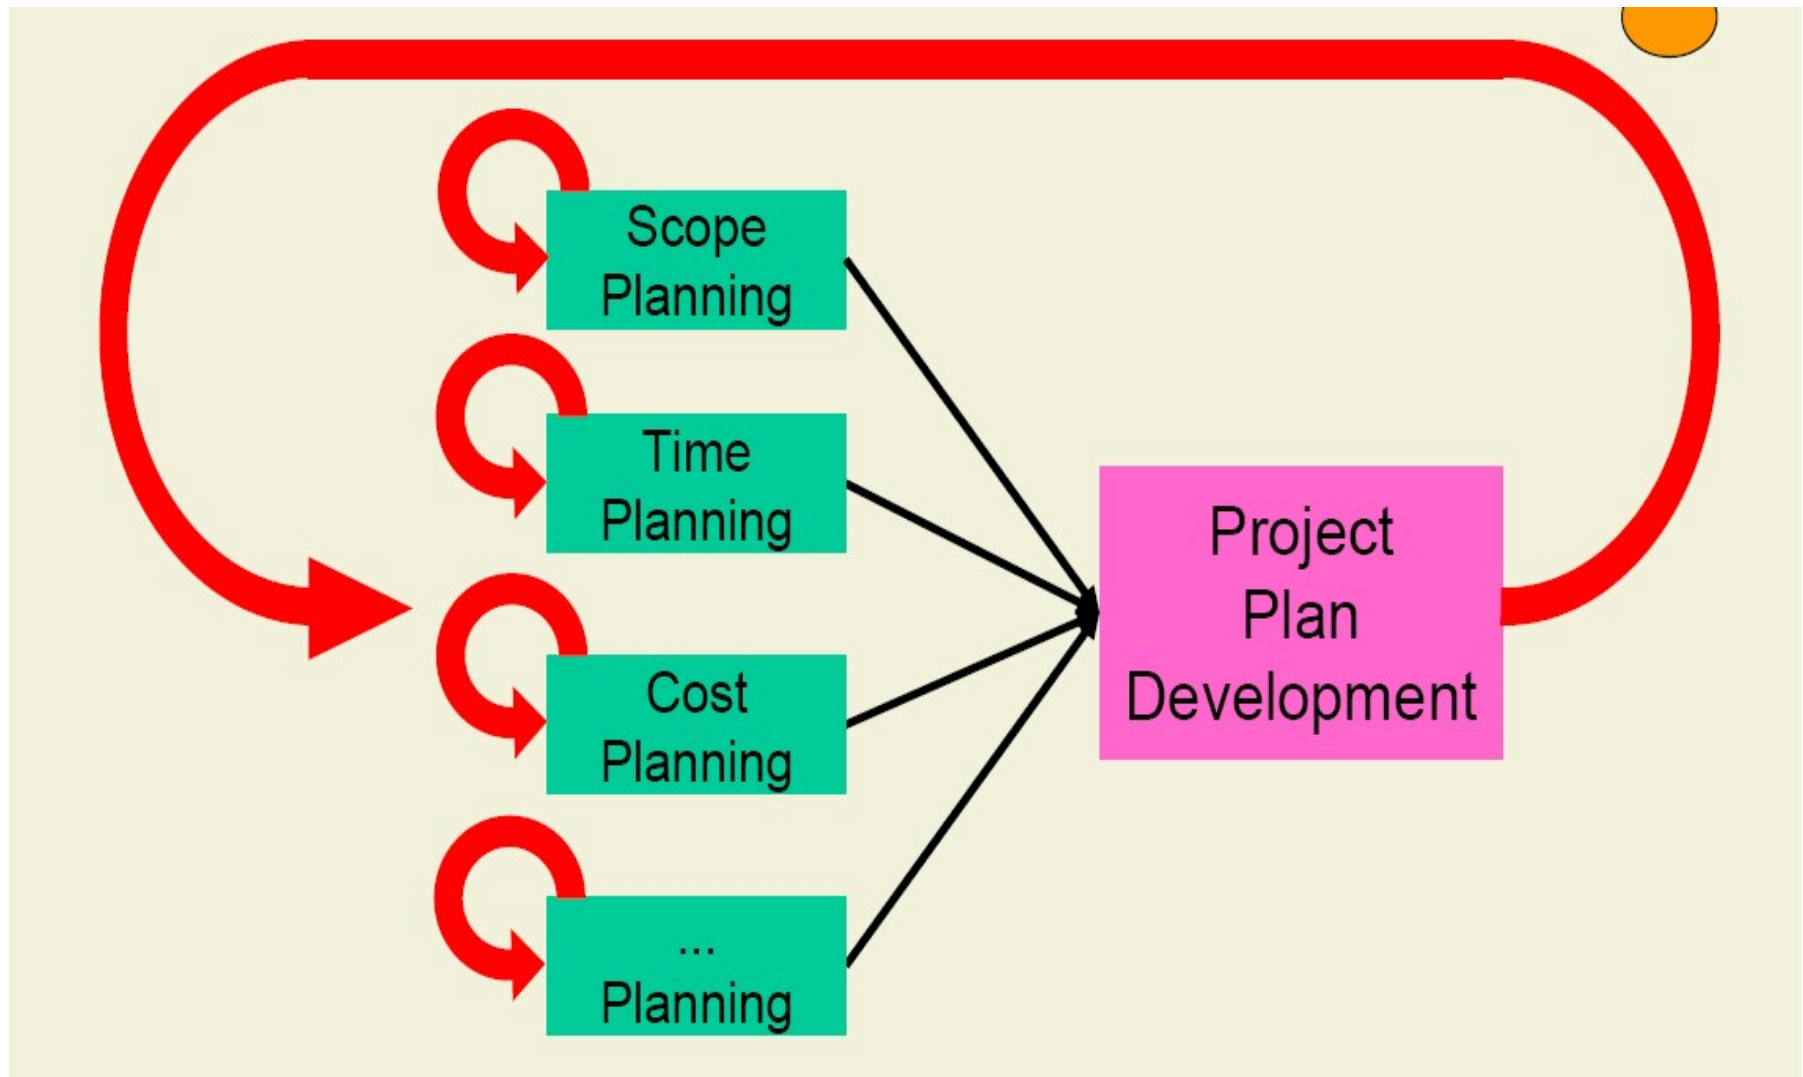 Scope
Planning
Time
Planning
Cost
Planning
...
Planning
Project
Plan
Development